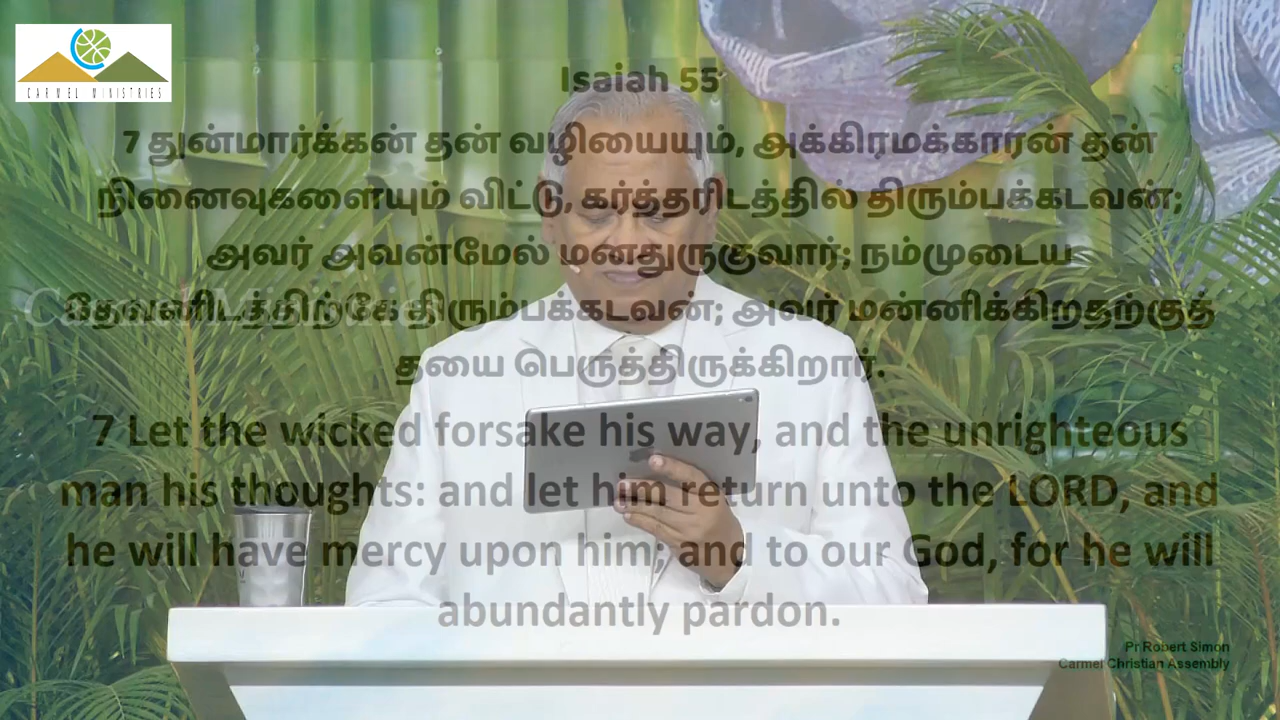 CARMEL MINISTRIES
Isaiah 55
7 துன்மார்க்கன் தன் வழியையும், அக்கிரமக்காரன் தன்
நினைவுகளையும் விட்டு, கர்த்தரிடத்தில் திரும்பக்கடவன்;
அவர் அவன்மேல் மனதுருகுவார்; நம்முடைய
தேவனிடத்திற்கே திரும்பக்கடவன்; அவர் மன்னிக்கிறதற்குத்
தயை பெருத்திருக்கிறார்.
7 Let the wicked forsake his way, and the unrighteous
man his thoughts: and let him return unto the LORD, and
he will have mercy upon him; and to our God, for he will
abundantly pardon.
Pr Robert Simon
Carmel Christian Assembly